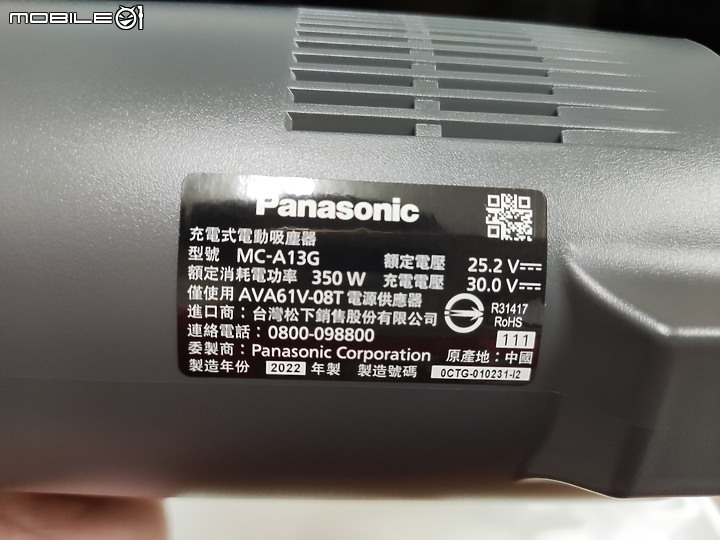 MOBILE01
Panasonic
充電式電動吸塵器
型號 MC-A13G 額定電壓 25.2 V⎓
額定消耗電功率 350 W 充電電壓 30.0 V⎓
僅使用 AVA61V-08T 電源供應器
進口商：台灣松下銷售股份有限公司
R31417
RoHS
聯絡電話：0800-098800
111
委製商：Panasonic Corporation 原產地：中國
製造年份 2022 年製 製造號碼 0CTG-010231-I2